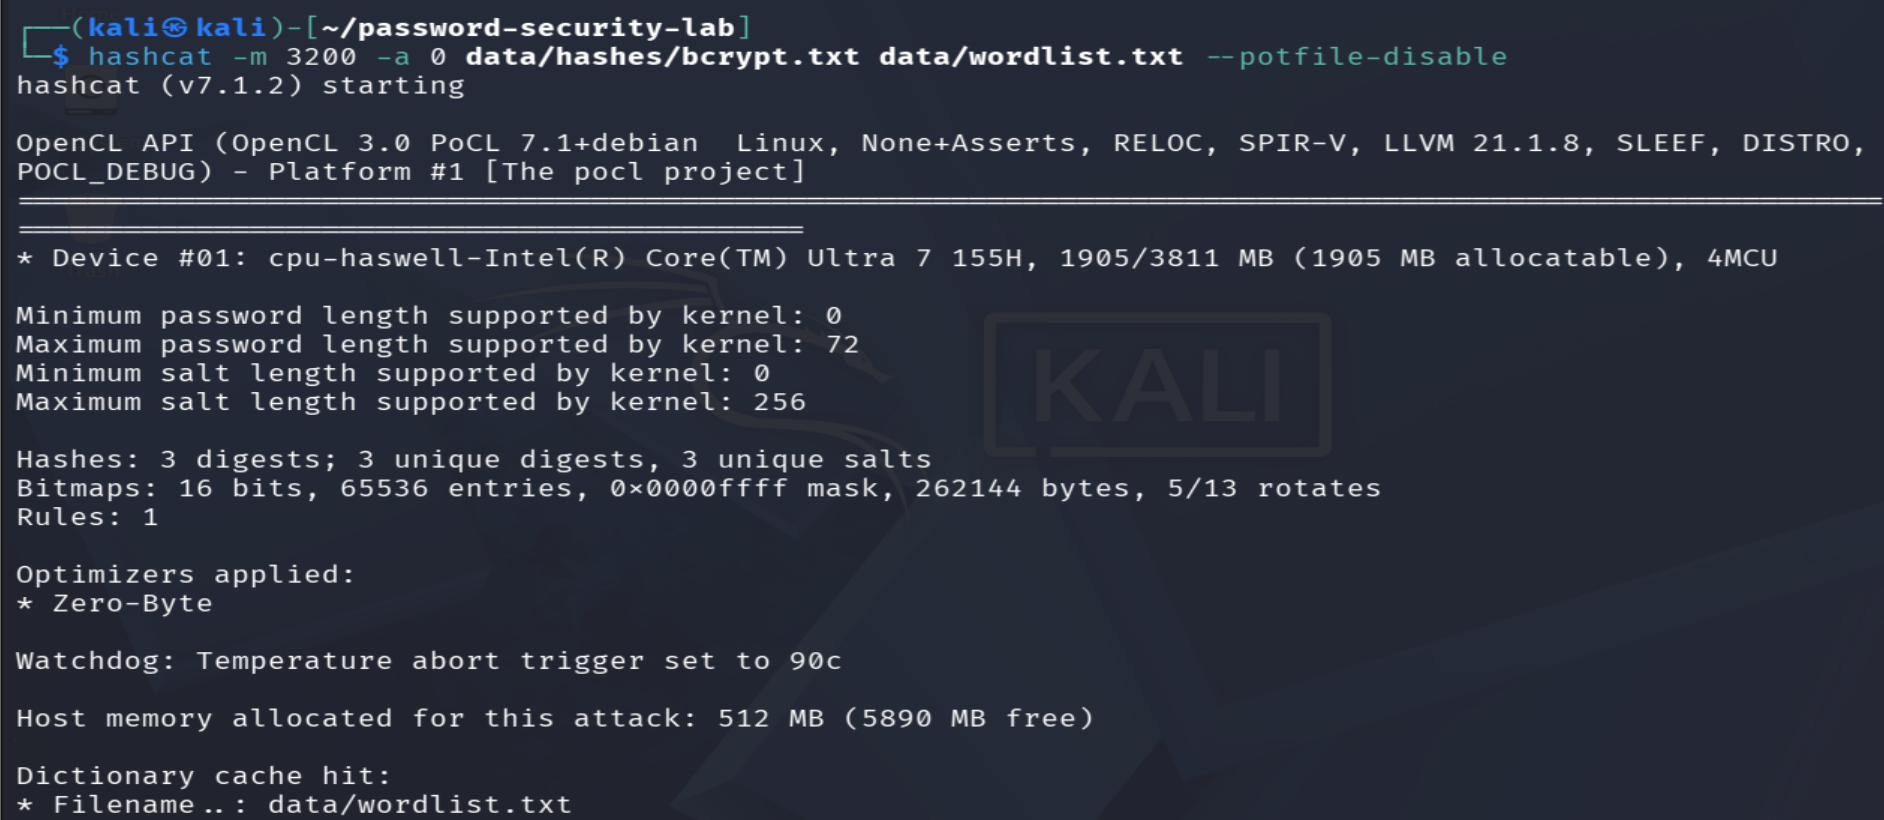 ┌──(kali㉿kali)-[~/password-security-lab]
└─$ hashcat -m 3200 -a 0 data/hashes/bcrypt.txt data/wordlist.txt --potfile-disable
hashcat (v7.1.2) starting
OpenCL API (OpenCL 3.0 PoCL 7.1+debian  Linux, None+Asserts, RELOC, SPIR-V, LLVM 21.1.8, SLEEF, DISTRO,
POCL_DEBUG) - Platform #1 [The pocl project]
* Device #01: cpu-haswell-Intel(R) Core(TM) Ultra 7 155H, 1905/3811 MB (1905 MB allocatable), 4MCU
Minimum password length supported by kernel: 0
Maximum password length supported by kernel: 72
Minimum salt length supported by kernel: 0
Maximum salt length supported by kernel: 256
KALI
Hashes: 3 digests; 3 unique digests, 3 unique salts
Bitmaps: 16 bits, 65536 entries, 0x0000ffff mask, 262144 bytes, 5/13 rotates
Rules: 1
Optimizers applied:
* Zero-Byte
Watchdog: Temperature abort trigger set to 90c
Host memory allocated for this attack: 512 MB (5890 MB free)
Dictionary cache hit:
* Filename..: data/wordlist.txt